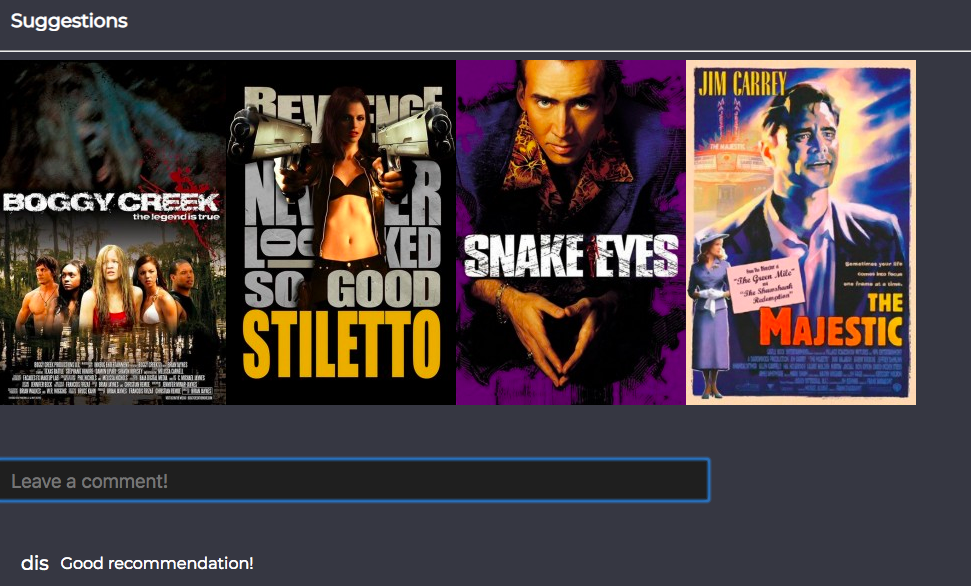 Suggestions
BOGGY CREEK
the legend is true
REVENGE
NEVER
LOOKED
SO GOOD
STILETTO
SNAKE EYES
JIM CARREY
THE MAJESTIC
From the Director of
"The Green Mile"
"The Shawshank
Redemption"
Sometimes your life
comes into focus
one frame at a time.
THE
MAJESTIC
Leave a comment!
dis Good recommendation!